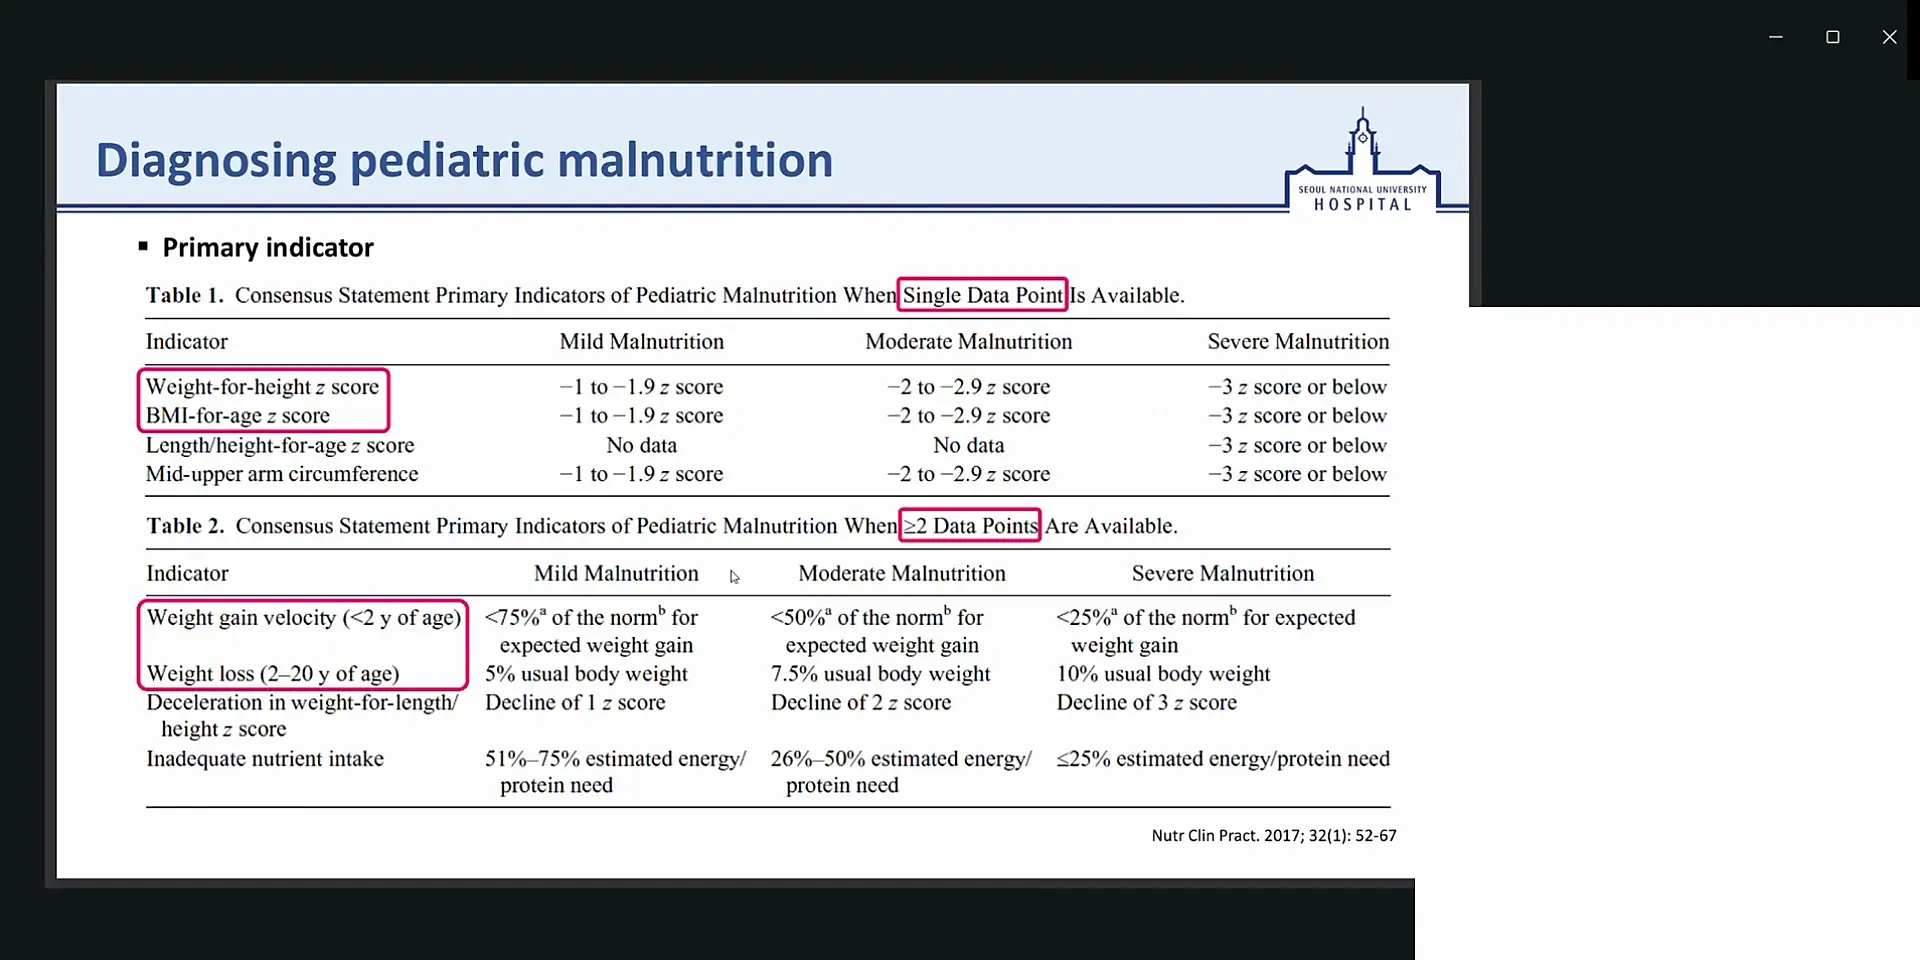 Diagnosing pediatric malnutrition
SEOUL NATIONAL UNIVERSITY
HOSPITAL
▪ Primary indicator
Table 1. Consensus Statement Primary Indicators of Pediatric Malnutrition When Single Data Point Is Available.
Indicator Mild Malnutrition Moderate Malnutrition Severe Malnutrition
Weight-for-height z score −1 to −1.9 z score −2 to −2.9 z score −3 z score or below
BMI-for-age z score −1 to −1.9 z score −2 to −2.9 z score −3 z score or below
Length/height-for-age z score No data No data −3 z score or below
Mid-upper arm circumference −1 to −1.9 z score −2 to −2.9 z score −3 z score or below
Table 2. Consensus Statement Primary Indicators of Pediatric Malnutrition When ≥2 Data Points Are Available.
Indicator Mild Malnutrition Moderate Malnutrition Severe Malnutrition
Weight gain velocity (<2 y of age) <75%ᵃ of the normᵇ for <50%ᵃ of the normᵇ for <25%ᵃ of the normᵇ for expected
expected weight gain expected weight gain weight gain
Weight loss (2–20 y of age) 5% usual body weight 7.5% usual body weight 10% usual body weight
Deceleration in weight-for-length/ Decline of 1 z score Decline of 2 z score Decline of 3 z score
height z score
Inadequate nutrient intake 51%–75% estimated energy/ 26%–50% estimated energy/ ≤25% estimated energy/protein need
protein need protein need
Nutr Clin Pract. 2017; 32(1): 52-67